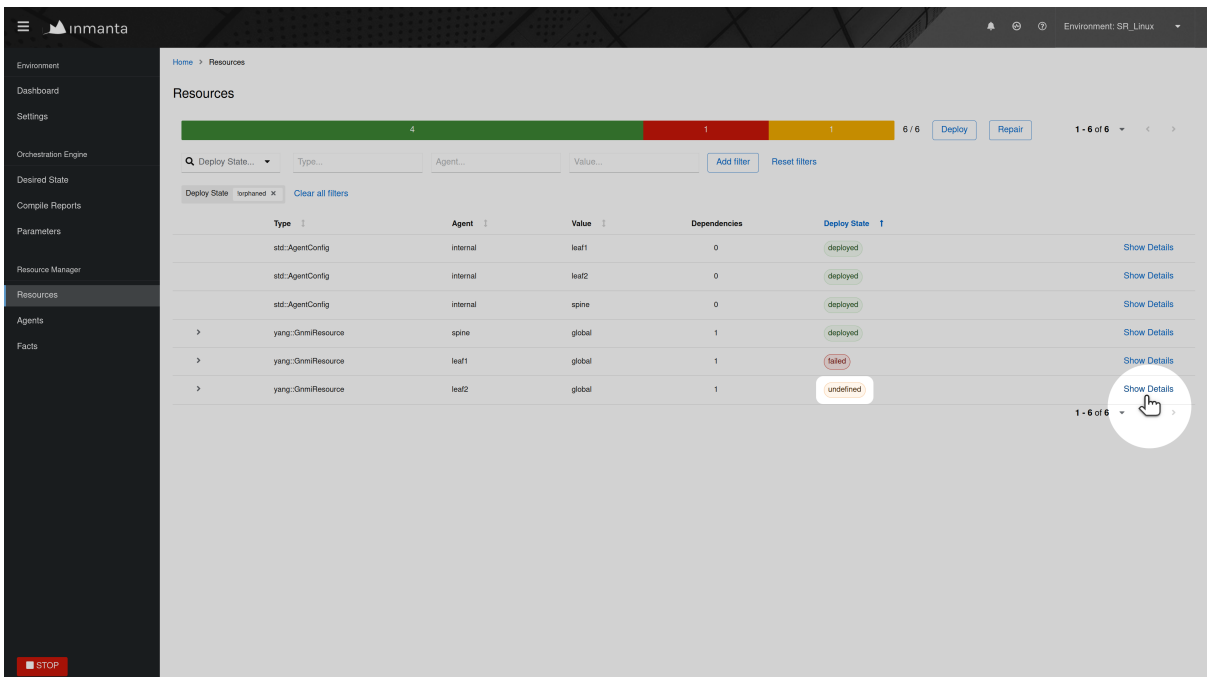 inmanta
Environment: SR_Linux
Environment
Dashboard
Settings
Orchestration Engine
Desired State
Compile Reports
Parameters
Resource Manager
Resources
Agents
Facts
STOP
Home > Resources
Resources
4 1 1 6 / 6 Deploy Repair 1 - 6 of 6
Deploy State... Type... Agent... Value... Add filter Reset filters
Deploy State !orphaned × Clear all filters
Type Agent Value Dependencies Deploy State
std::AgentConfig internal leaf1 0 deployed Show Details
std::AgentConfig internal leaf2 0 deployed Show Details
std::AgentConfig internal spine 0 deployed Show Details
yang::GnmiResource spine global 1 deployed Show Details
yang::GnmiResource leaf1 global 1 failed Show Details
yang::GnmiResource leaf2 global 1 undefined Show Details
1 - 6 of 6